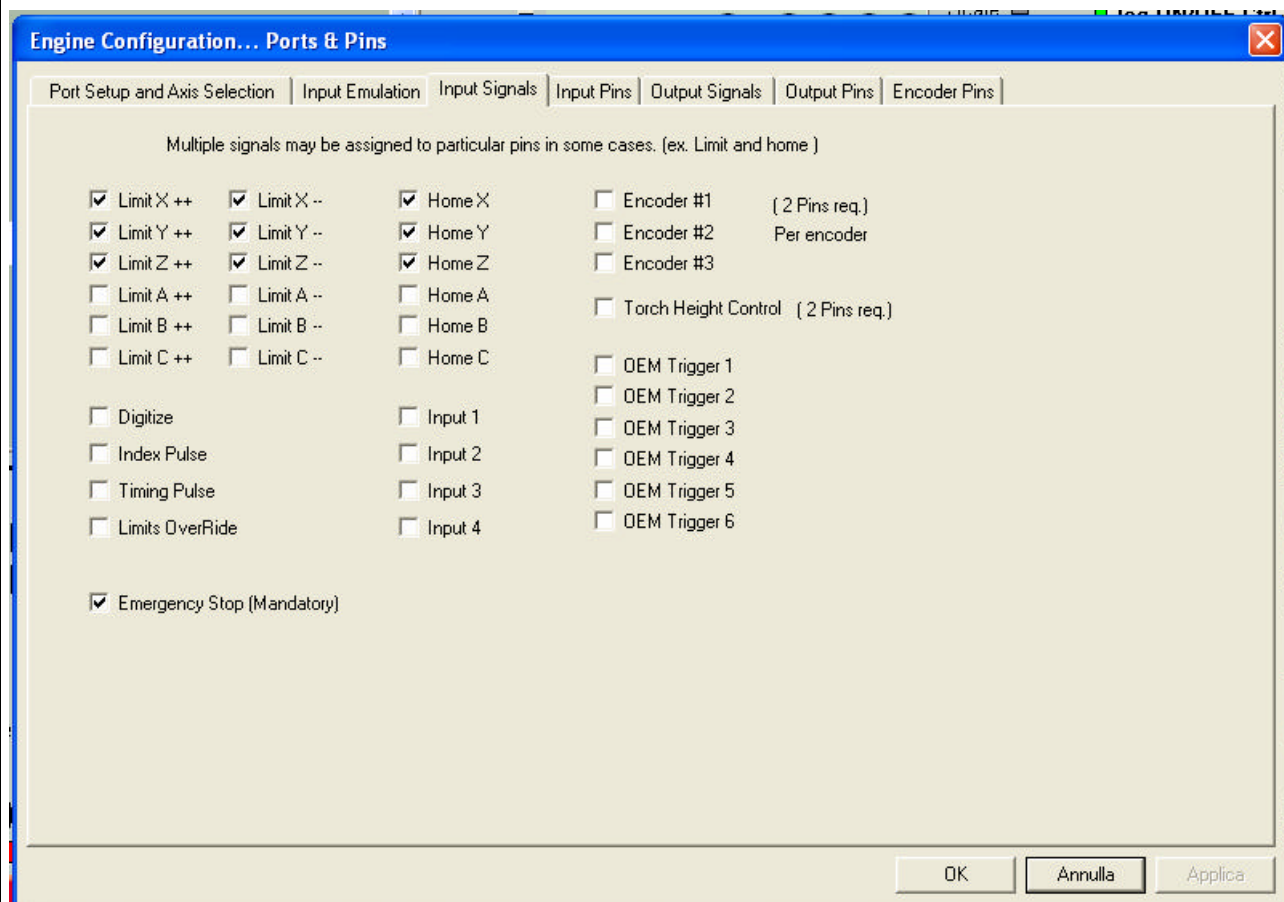 Engine Configuration... Ports & Pins
Port Setup and Axis Selection | Input Emulation | Input Signals | Input Pins | Output Signals | Output Pins | Encoder Pins
Multiple signals may be assigned to particular pins in some cases. (ex. Limit and home )
Limit X ++ Limit X -- Home X Encoder #1 ( 2 Pins req.)
Limit Y ++ Limit Y -- Home Y Encoder #2 Per encoder
Limit Z ++ Limit Z -- Home Z Encoder #3
Limit A ++ Limit A -- Home A
Torch Height Control ( 2 Pins req.)
Limit B ++ Limit B -- Home B
Limit C ++ Limit C -- Home C
OEM Trigger 1
OEM Trigger 2
Digitize Input 1
OEM Trigger 3
Index Pulse Input 2
OEM Trigger 4
Timing Pulse Input 3
OEM Trigger 5
Limits OverRide Input 4
OEM Trigger 6
Emergency Stop (Mandatory)
OK Annulla Applica